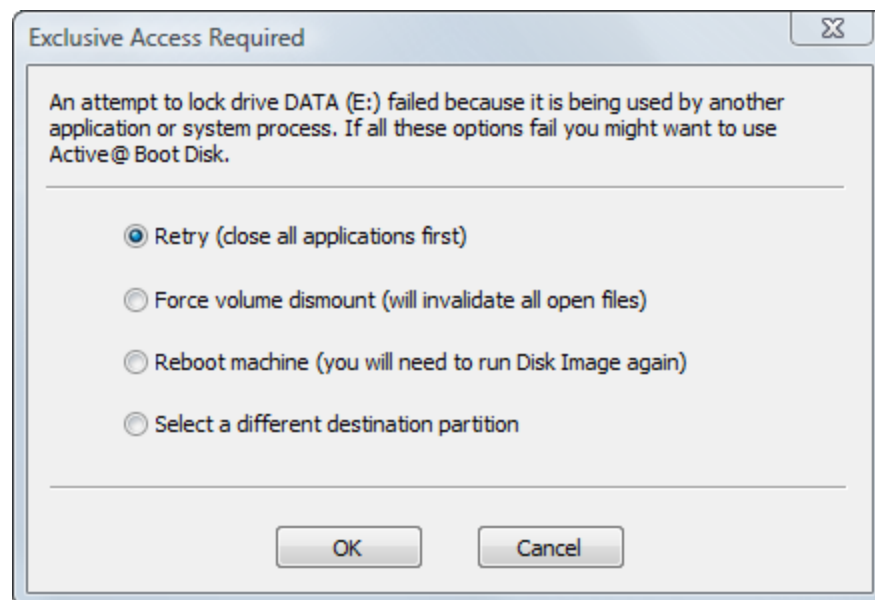 Exclusive Access Required
An attempt to lock drive DATA (E:) failed because it is being used by another
application or system process. If all these options fail you might want to use
Active@ Boot Disk.
Retry (close all applications first)
Force volume dismount (will invalidate all open files)
Reboot machine (you will need to run Disk Image again)
Select a different destination partition
OK
Cancel